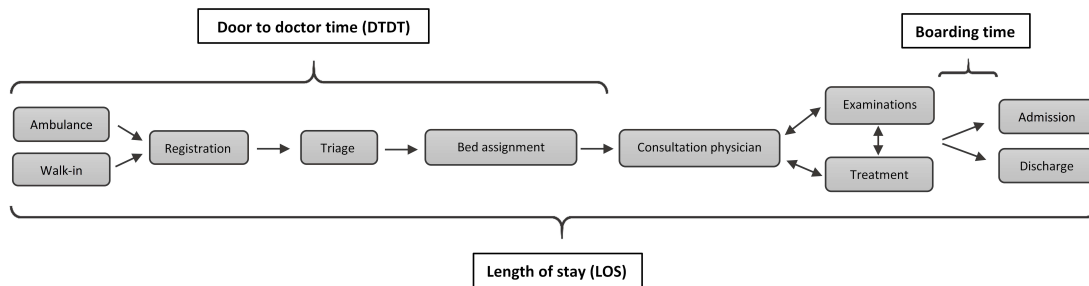 Door to doctor time (DTDT)
Boarding time
Ambulance
Walk-in
Registration
Triage
Bed assignment
Consultation physician
Examinations
Treatment
Admission
Discharge
Length of stay (LOS)